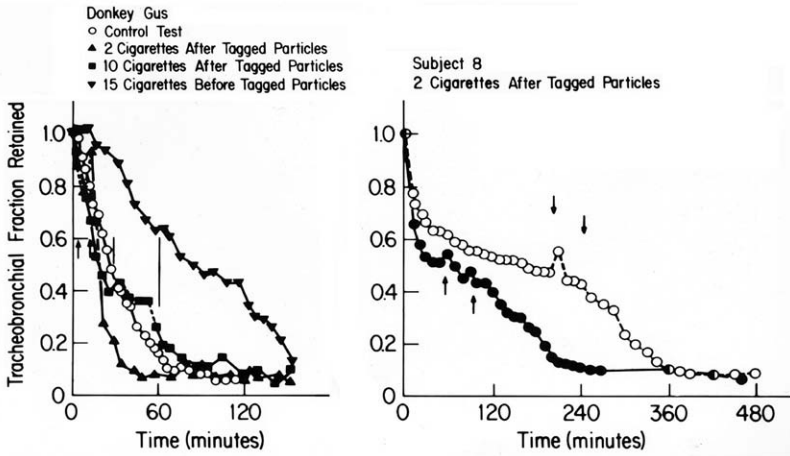 Donkey Gus
Control Test
2 Cigarettes After Tagged Particles
10 Cigarettes After Tagged Particles
15 Cigarettes Before Tagged Particles
Subject 8
2 Cigarettes After Tagged Particles
Tracheobronchial Fraction Retained
1.0
0.8
0.6
0.4
0.2
0
0 60 120
Time (minutes)
1.0
0.8
0.6
0.4
0.2
0
0 120 240 360 480
Time (minutes)